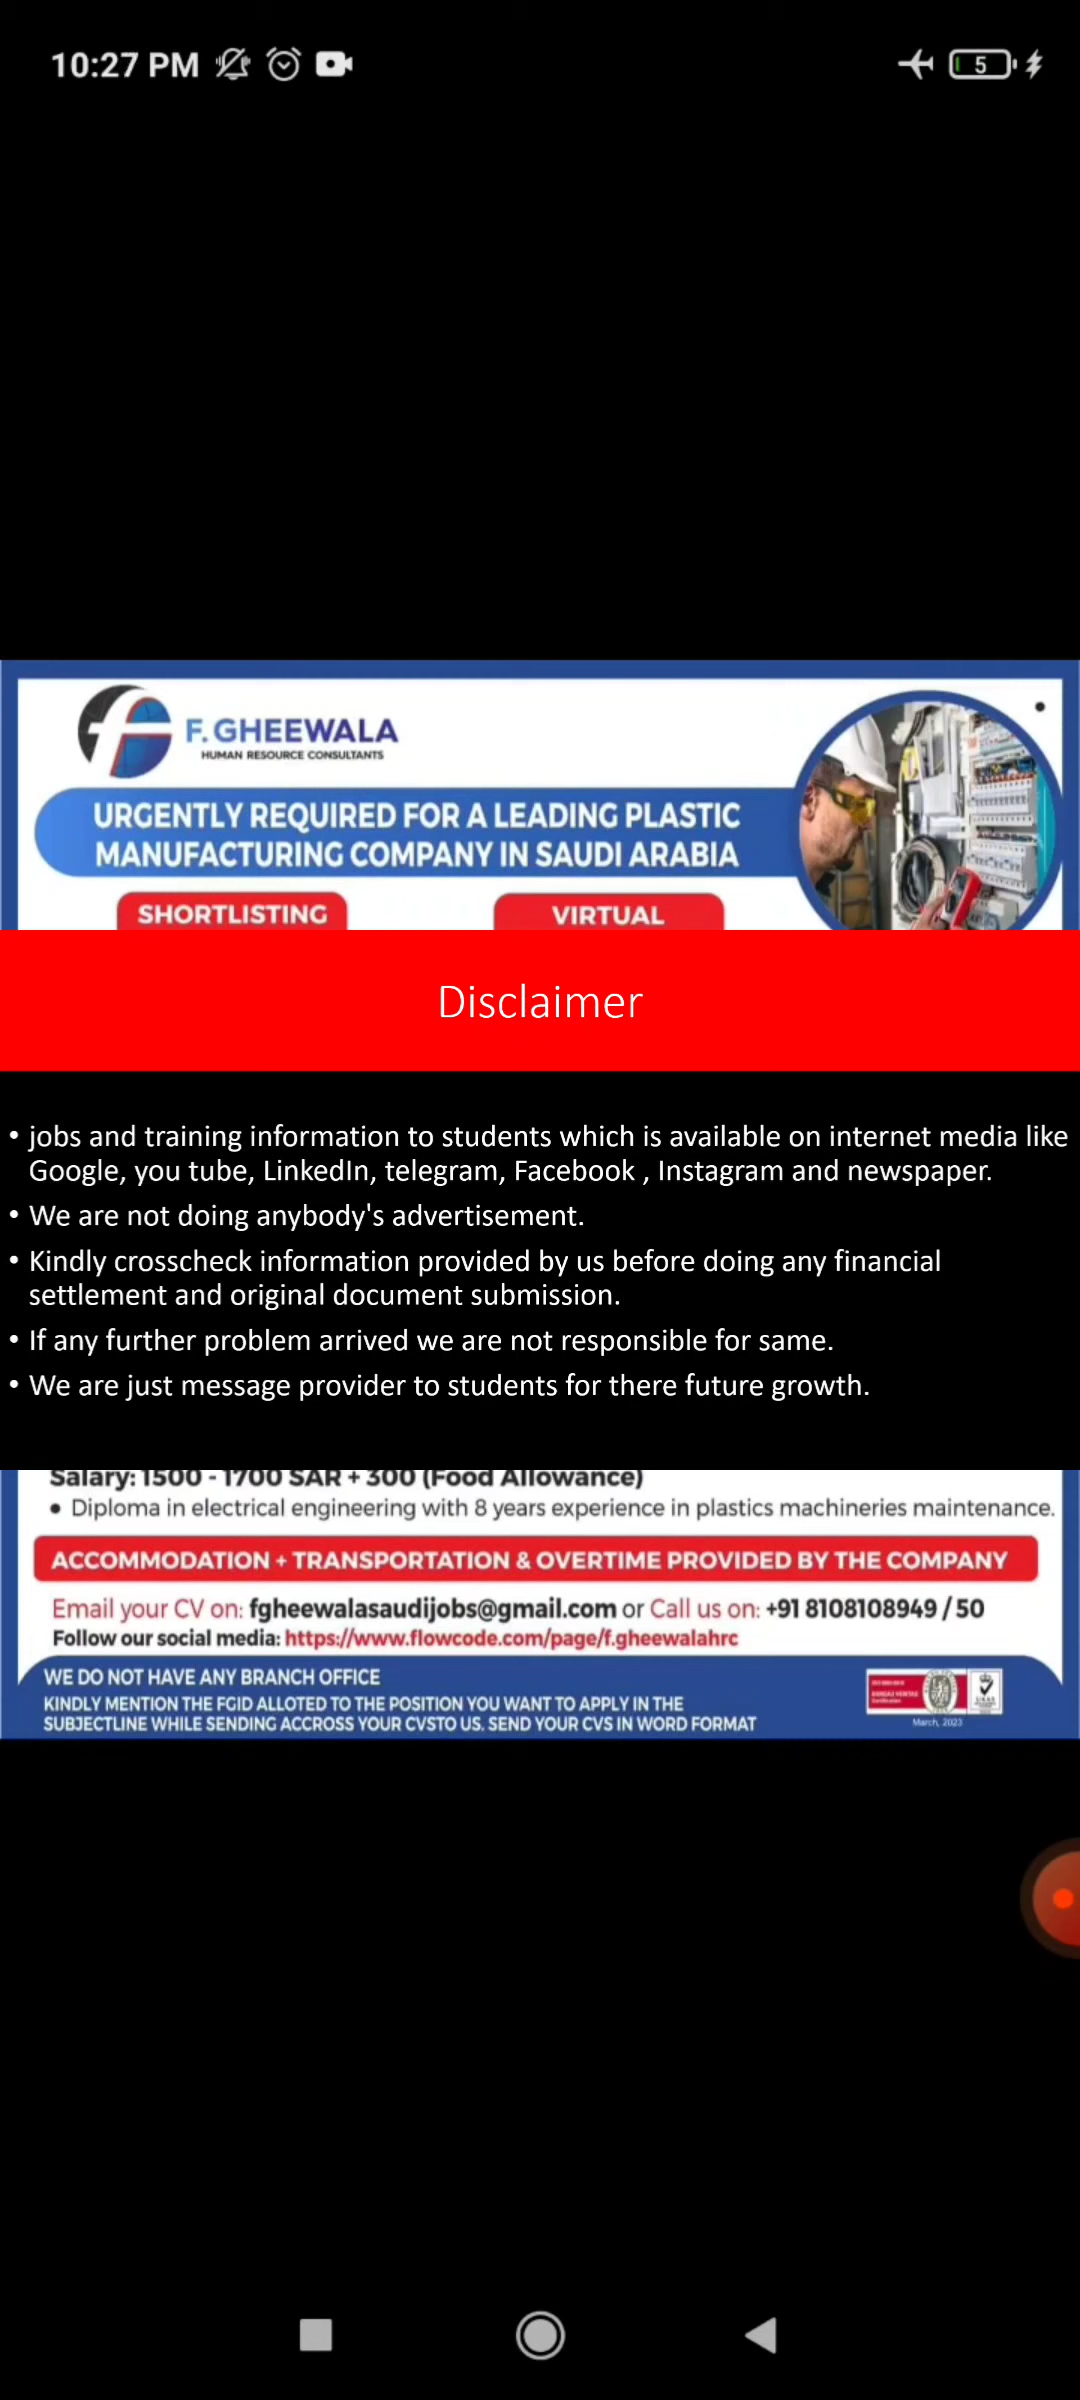 10:27 PM
5
F. GHEEWALA
HUMAN RESOURCE CONSULTANTS
URGENTLY REQUIRED FOR A LEADING PLASTIC
MANUFACTURING COMPANY IN SAUDI ARABIA
SHORTLISTING
VIRTUAL
Disclaimer
• jobs and training information to students which is available on internet media like
Google, you tube, LinkedIn, telegram, Facebook , Instagram and newspaper.
• We are not doing anybody's advertisement.
• Kindly crosscheck information provided by us before doing any financial
settlement and original document submission.
• If any further problem arrived we are not responsible for same.
• We are just message provider to students for there future growth.
Salary: 1500 - 1700 SAR + 300 (Food Allowance)
• Diploma in electrical engineering with 8 years experience in plastics machineries maintenance.
ACCOMMODATION + TRANSPORTATION & OVERTIME PROVIDED BY THE COMPANY
Email your CV on: fgheewalasaudijobs@gmail.com or Call us on: +91 8108108949 / 50
Follow our social media: https://www.flowcode.com/page/f.gheewalahrc
WE DO NOT HAVE ANY BRANCH OFFICE
KINDLY MENTION THE FGID ALLOTED TO THE POSITION YOU WANT TO APPLY IN THE
SUBJECTLINE WHILE SENDING ACCROSS YOUR CVSTO US. SEND YOUR CVS IN WORD FORMAT
March, 2023